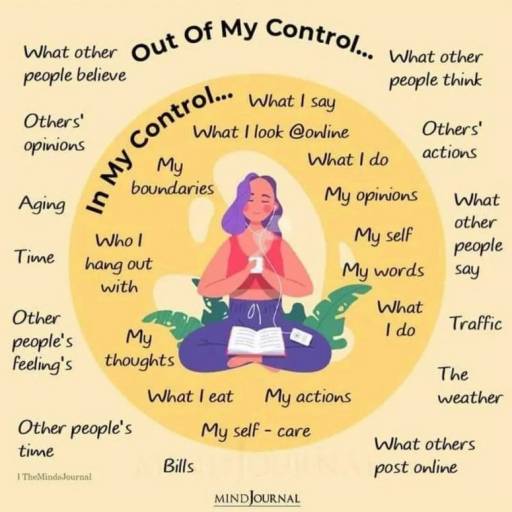 Out Of My Control...
What other
people believe
What other
people think
In My Control...
What I say
What I look @online
Others'
opinions
Others'
actions
My
boundaries
What I do
My opinions
Aging
What
other
people
say
Who I
hang out
with
My self
Time
My words
What
I do
Other
people's
feeling's
Traffic
My
thoughts
The
weather
What I eat
My actions
Other people's
time
My self - care
What others
post online
Bills
I TheMindsJournal
MINDJOURNAL